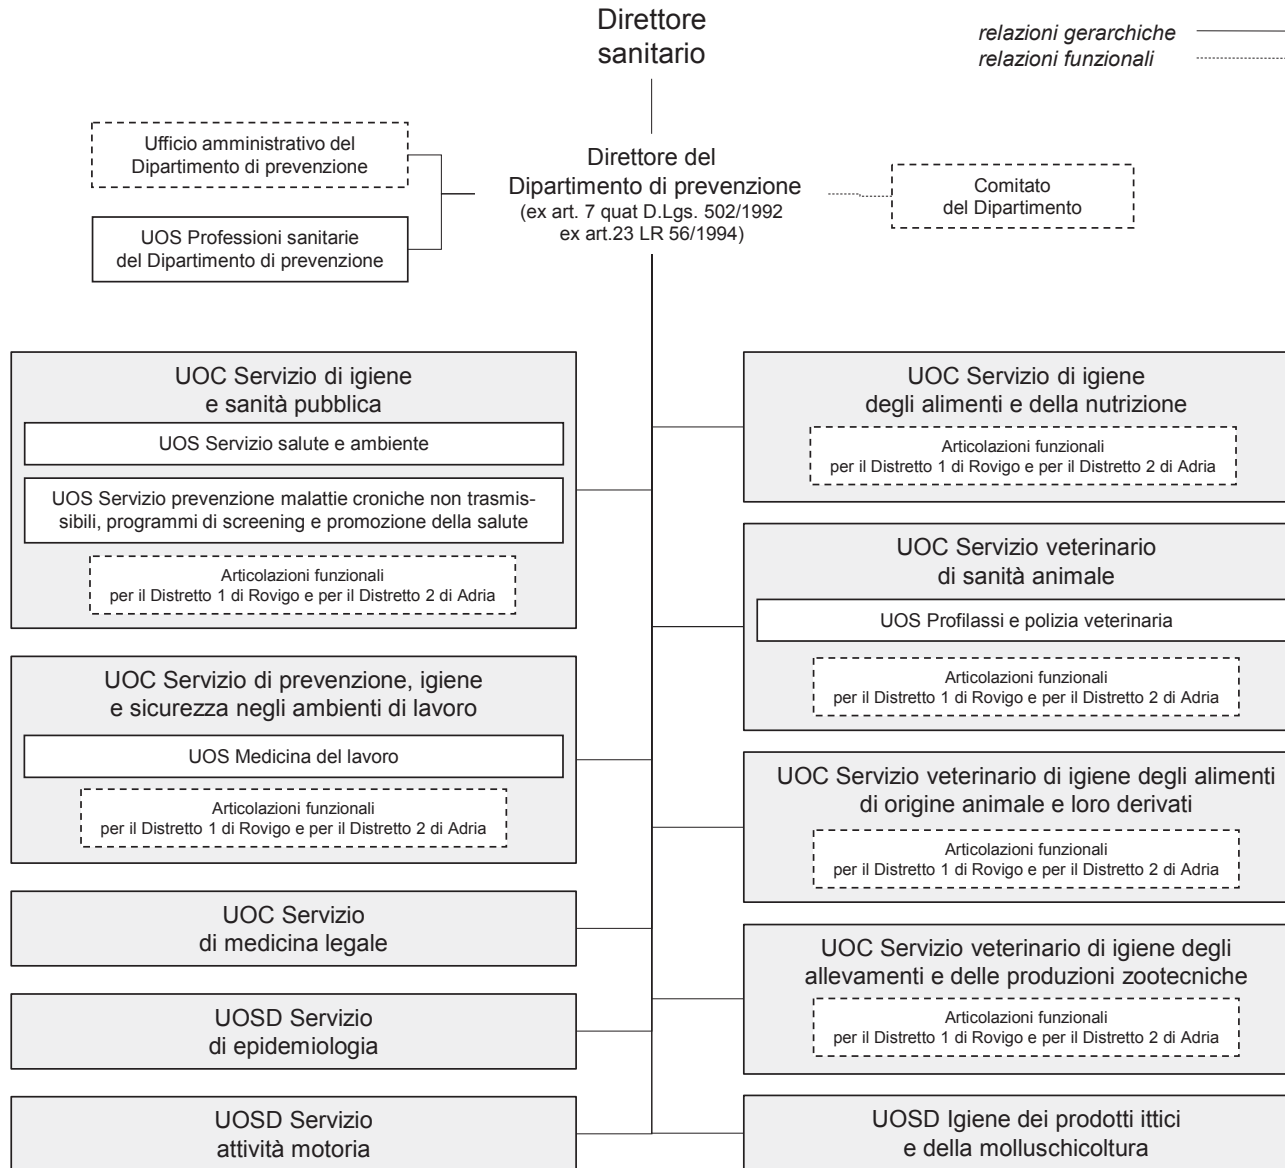 Direttore
sanitario
relazioni gerarchiche
relazioni funzionali
Ufficio amministrativo del
Dipartimento di prevenzione
UOS Professioni sanitarie
del Dipartimento di prevenzione
Direttore del
Dipartimento di prevenzione
(ex art. 7 quat D.Lgs. 502/1992
ex art.23 LR 56/1994)
Comitato
del Dipartimento
UOC Servizio di igiene
e sanità pubblica
UOS Servizio salute e ambiente
UOS Servizio prevenzione malattie croniche non trasmis-
sibili, programmi di screening e promozione della salute
Articolazioni funzionali
per il Distretto 1 di Rovigo e per il Distretto 2 di Adria
UOC Servizio di prevenzione, igiene
e sicurezza negli ambienti di lavoro
UOS Medicina del lavoro
Articolazioni funzionali
per il Distretto 1 di Rovigo e per il Distretto 2 di Adria
UOC Servizio
di medicina legale
UOSD Servizio
di epidemiologia
UOSD Servizio
attività motoria
UOC Servizio di igiene
degli alimenti e della nutrizione
Articolazioni funzionali
per il Distretto 1 di Rovigo e per il Distretto 2 di Adria
UOC Servizio veterinario
di sanità animale
UOS Profilassi e polizia veterinaria
Articolazioni funzionali
per il Distretto 1 di Rovigo e per il Distretto 2 di Adria
UOC Servizio veterinario di igiene degli alimenti
di origine animale e loro derivati
Articolazioni funzionali
per il Distretto 1 di Rovigo e per il Distretto 2 di Adria
UOC Servizio veterinario di igiene degli
allevamenti e delle produzioni zootecniche
Articolazioni funzionali
per il Distretto 1 di Rovigo e per il Distretto 2 di Adria
UOSD Igiene dei prodotti ittici
e della molluschicoltura